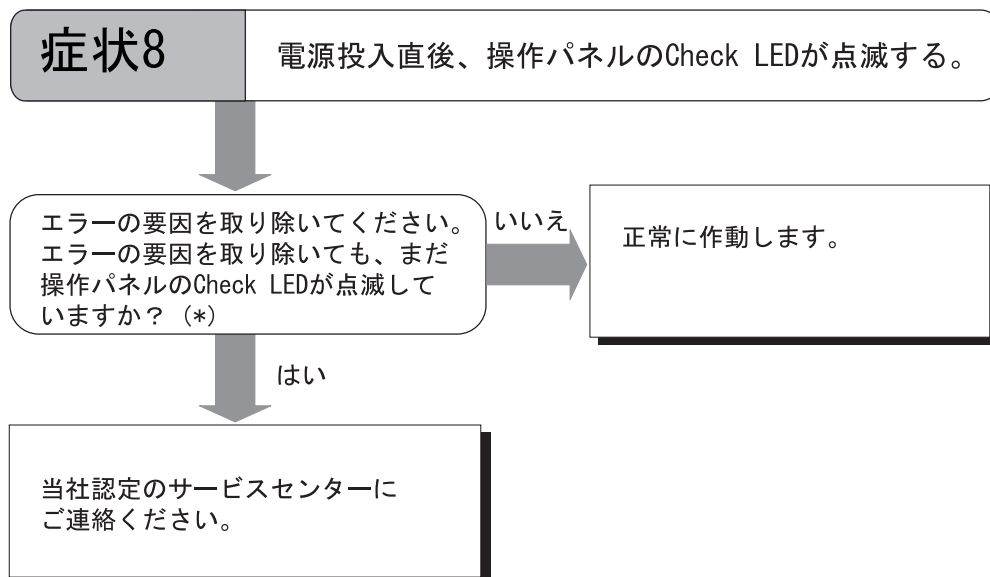 症状8
電源投入直後、操作パネルのCheck LEDが点滅する。
エラーの要因を取り除いてください。
エラーの要因を取り除いても、まだ
操作パネルのCheck LEDが点滅して
いますか？ (*)
いいえ
正常に作動します。
はい
当社認定のサービスセンターに
ご連絡ください。